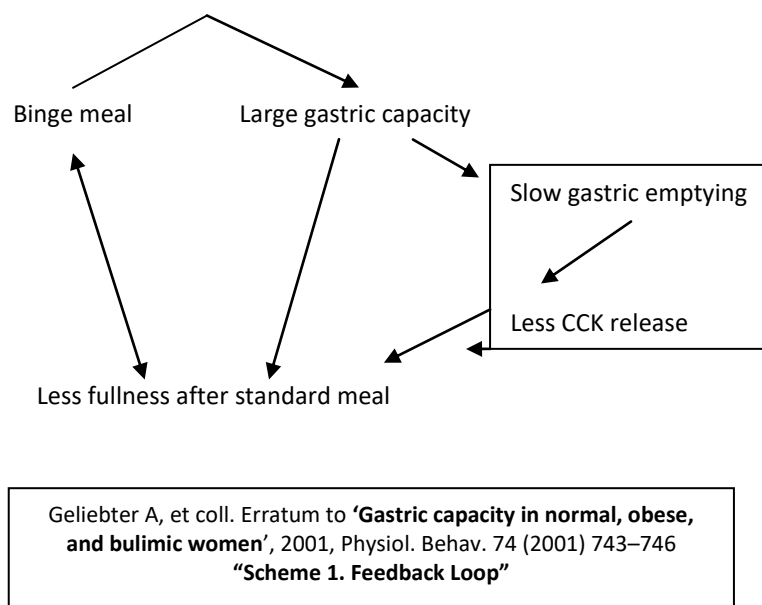 Binge meal
Large gastric capacity
Slow gastric emptying
Less CCK release
Less fullness after standard meal
Geliebter A, et coll. Erratum to ‘Gastric capacity in normal, obese,
and bulimic women’, 2001, Physiol. Behav. 74 (2001) 743–746
“Scheme 1. Feedback Loop”